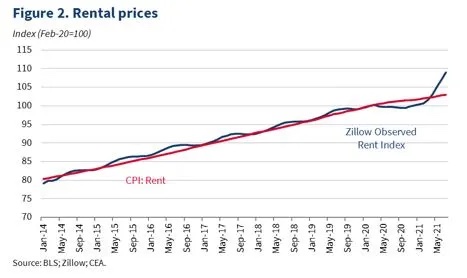 Figure 2. Rental prices
Index (Feb-20=100)
115
110
105
100
95
90
85
80
75
70
Zillow Observed
Rent Index
CPI: Rent
Jan-14
May-14
Sep-14
Jan-15
May-15
Sep-15
Jan-16
May-16
Sep-16
Jan-17
May-17
Sep-17
Jan-18
May-18
Sep-18
Jan-19
May-19
Sep-19
Jan-20
May-20
Sep-20
Jan-21
May-21
Source: BLS; Zillow; CEA.